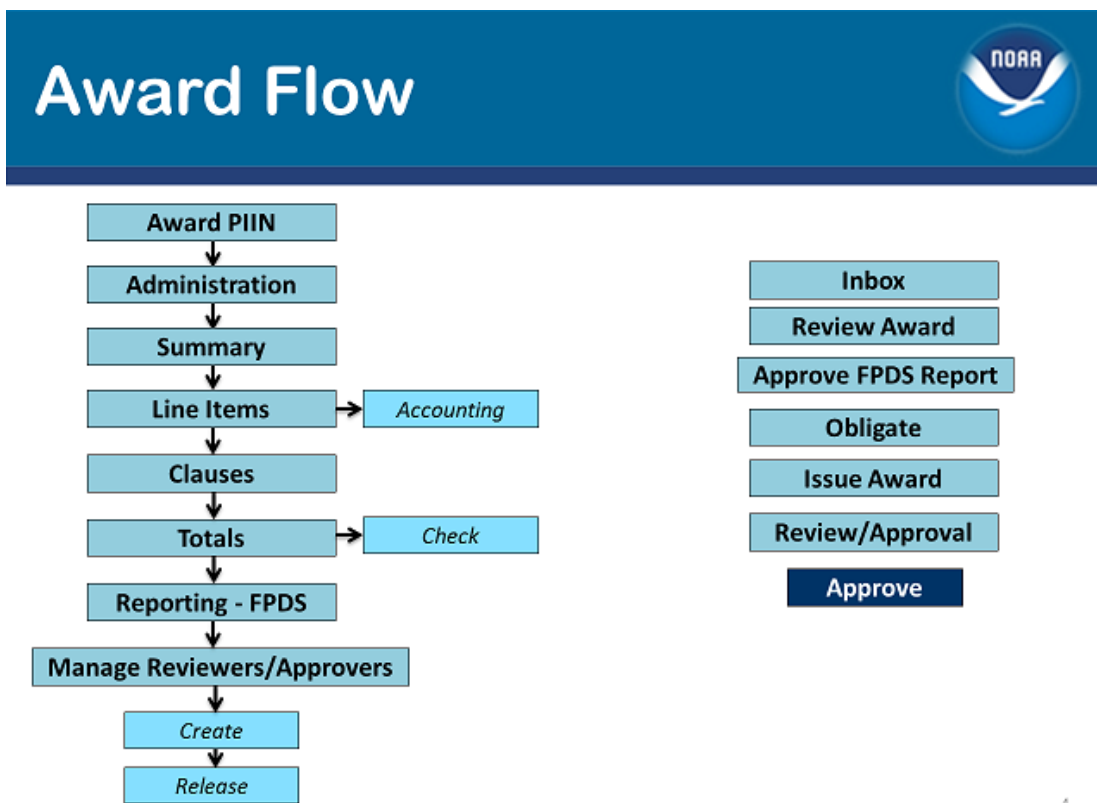 Award Flow
NOAA
Award PIIN
Administration
Summary
Line Items
Accounting
Clauses
Totals
Check
Reporting - FPDS
Manage Reviewers/Approvers
Create
Release
Inbox
Review Award
Approve FPDS Report
Obligate
Issue Award
Review/Approval
Approve